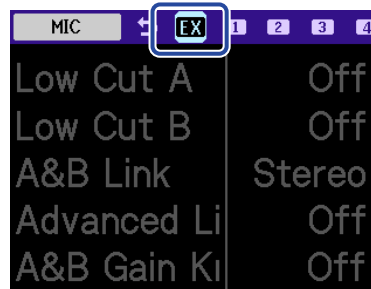 MIC EX 1 2 3 4
Low Cut A Off
Low Cut B Off
A&B Link Stereo
Advanced Li Off
A&B Gain Kı Off